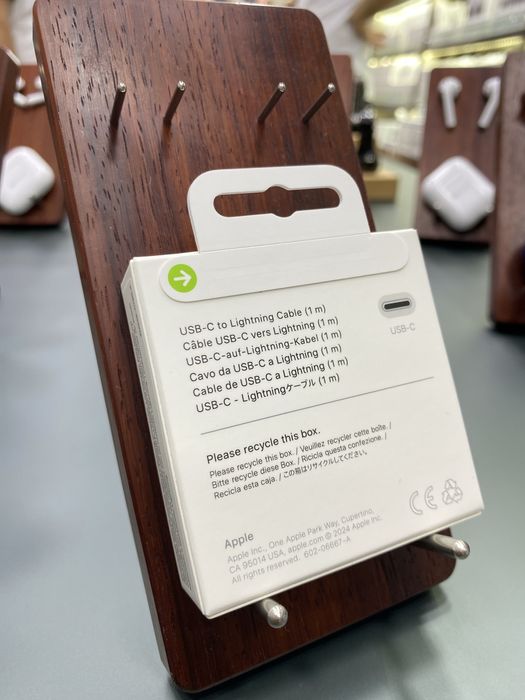 USB-C to Lightning Cable (1 m)
Câble USB-C vers Lightning (1 m)
USB-C-auf-Lightning-Kabel (1 m)
Cavo da USB-C a Lightning (1 m)
Cable de USB-C a Lightning (1 m)
USB-C - Lightningケーブル (1 m)
USB-C
Please recycle this box.
Please recycle this box. / Veuillez recycler cette boîte. /
Bitte recycle diese Box. / Ricicla questa confezione. /
Recicla esta caja. / この箱はリサイクルしてください。
Apple
Apple Inc., One Apple Park Way, Cupertino,
CA 95014 USA, apple.com © 2024 Apple Inc.
All rights reserved. 602-06667-A
CE